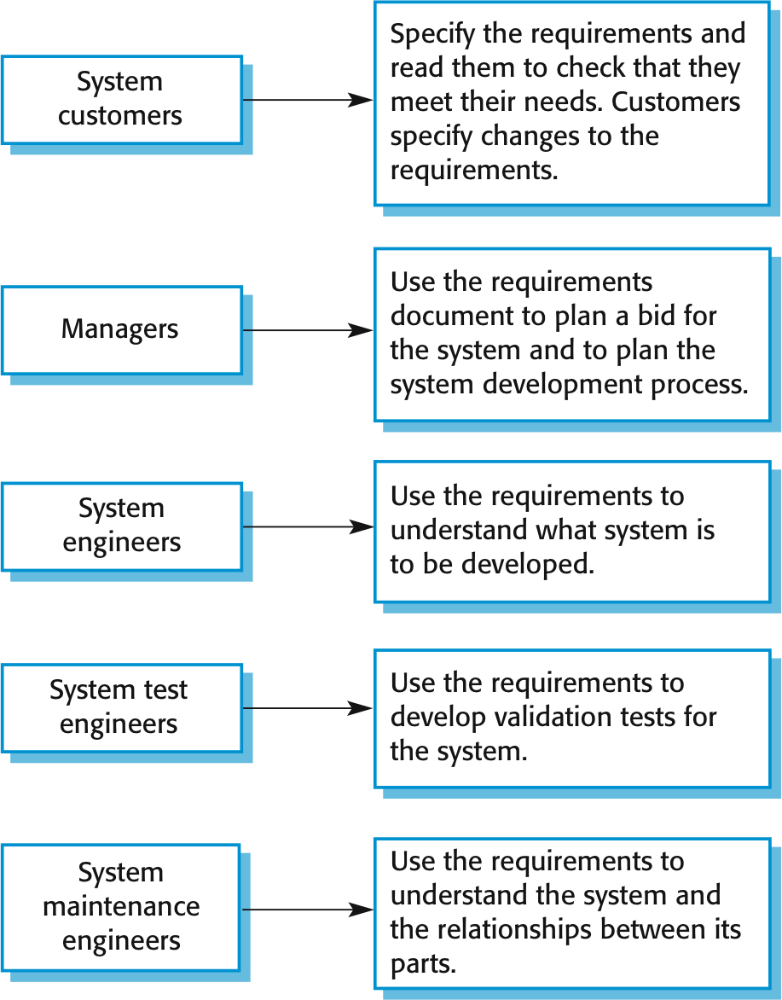 System
customers
Specify the requirements and
read them to check that they
meet their needs. Customers
specify changes to the
requirements.
Managers
Use the requirements
document to plan a bid for
the system and to plan the
system development process.
System
engineers
Use the requirements to
understand what system is
to be developed.
System test
engineers
Use the requirements to
develop validation tests for
the system.
System
maintenance
engineers
Use the requirements to
understand the system and
the relationships between its
parts.